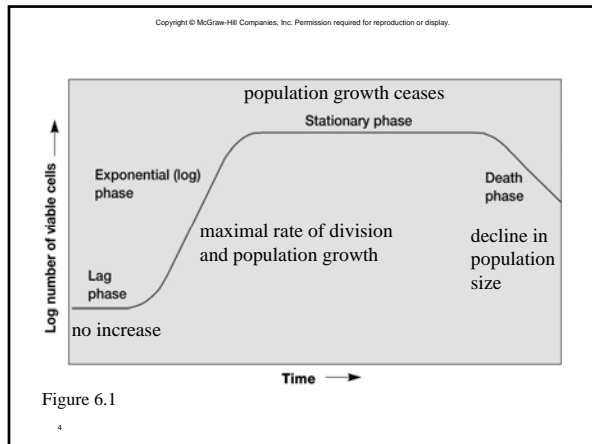 Copyright © McGraw-Hill Companies, Inc. Permission required for reproduction or display.
population growth ceases
Stationary phase
Exponential (log)
phase
Death
phase
maximal rate of division
and population growth
decline in
population
size
Lag
phase
no increase
Log number of viable cells
Time
Figure 6.1
4